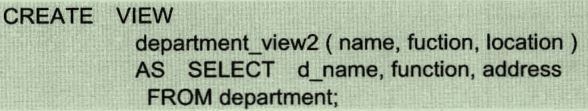 CREATE VIEW
department_view2 ( name, fuction, location )
AS SELECT d_name, function, address
FROM department;